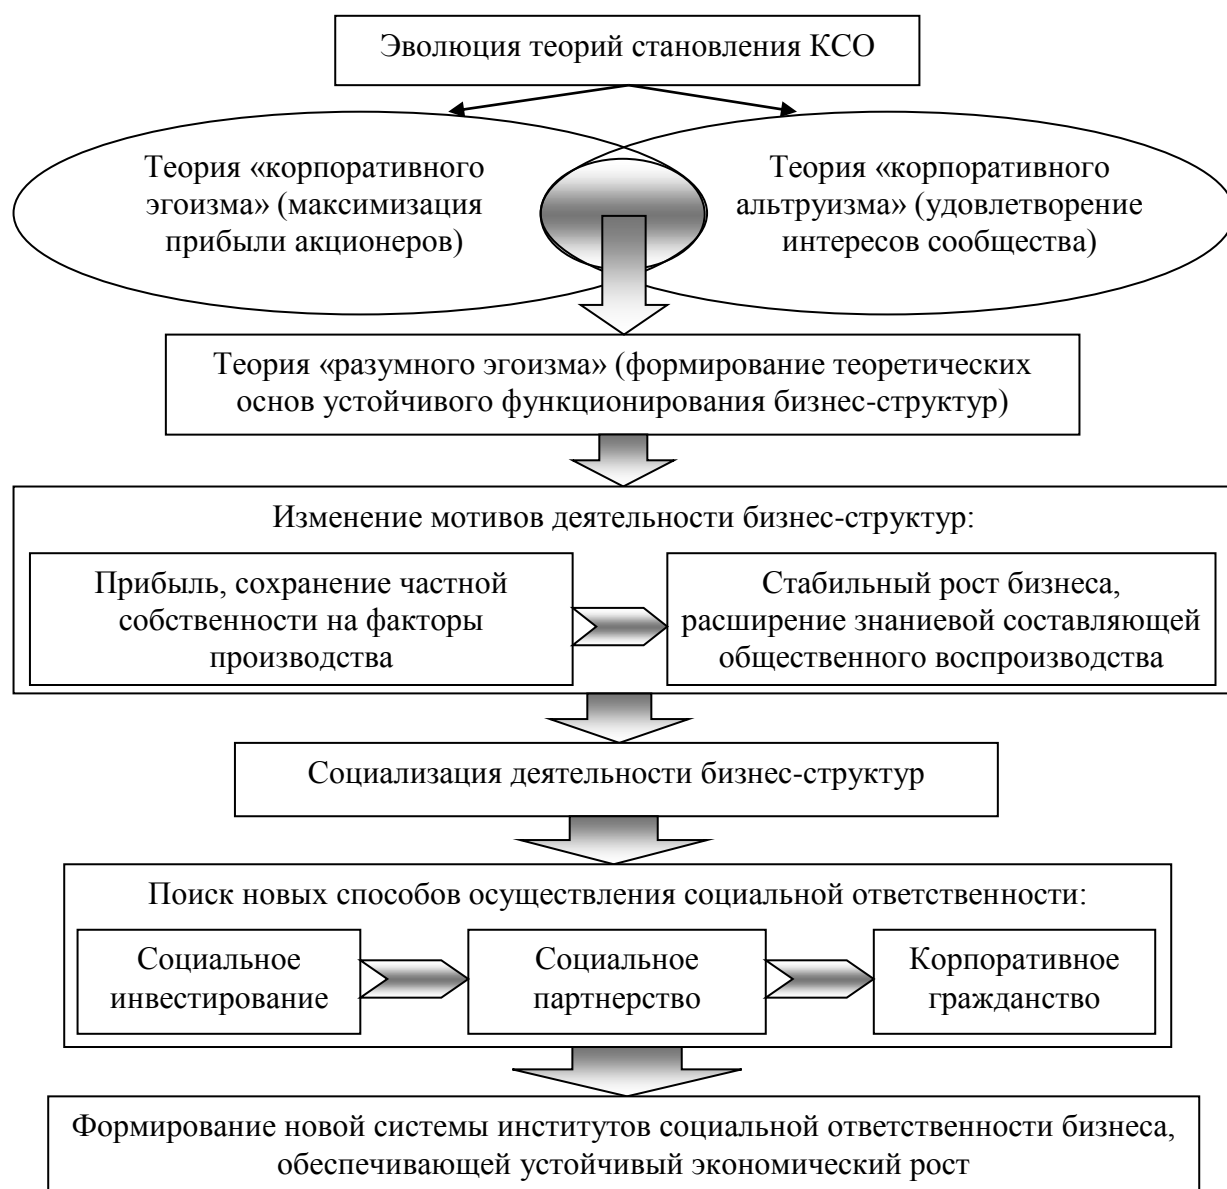 Эволюция теорий становления КСО
Теория «корпоративного
эгоизма» (максимизация
прибыли акционеров)
Теория «корпоративного
альтруизма» (удовлетворение
интересов сообщества)
Теория «разумного эгоизма» (формирование теоретических
основ устойчивого функционирования бизнес-структур)
Изменение мотивов деятельности бизнес-структур:
Прибыль, сохранение частной
собственности на факторы
производства
Стабильный рост бизнеса,
расширение знаниевой составляющей
общественного воспроизводства
Социализация деятельности бизнес-структур
Поиск новых способов осуществления социальной ответственности:
Социальное
инвестирование
Социальное
партнерство
Корпоративное
гражданство
Формирование новой системы институтов социальной ответственности бизнеса,
обеспечивающей устойчивый экономический рост